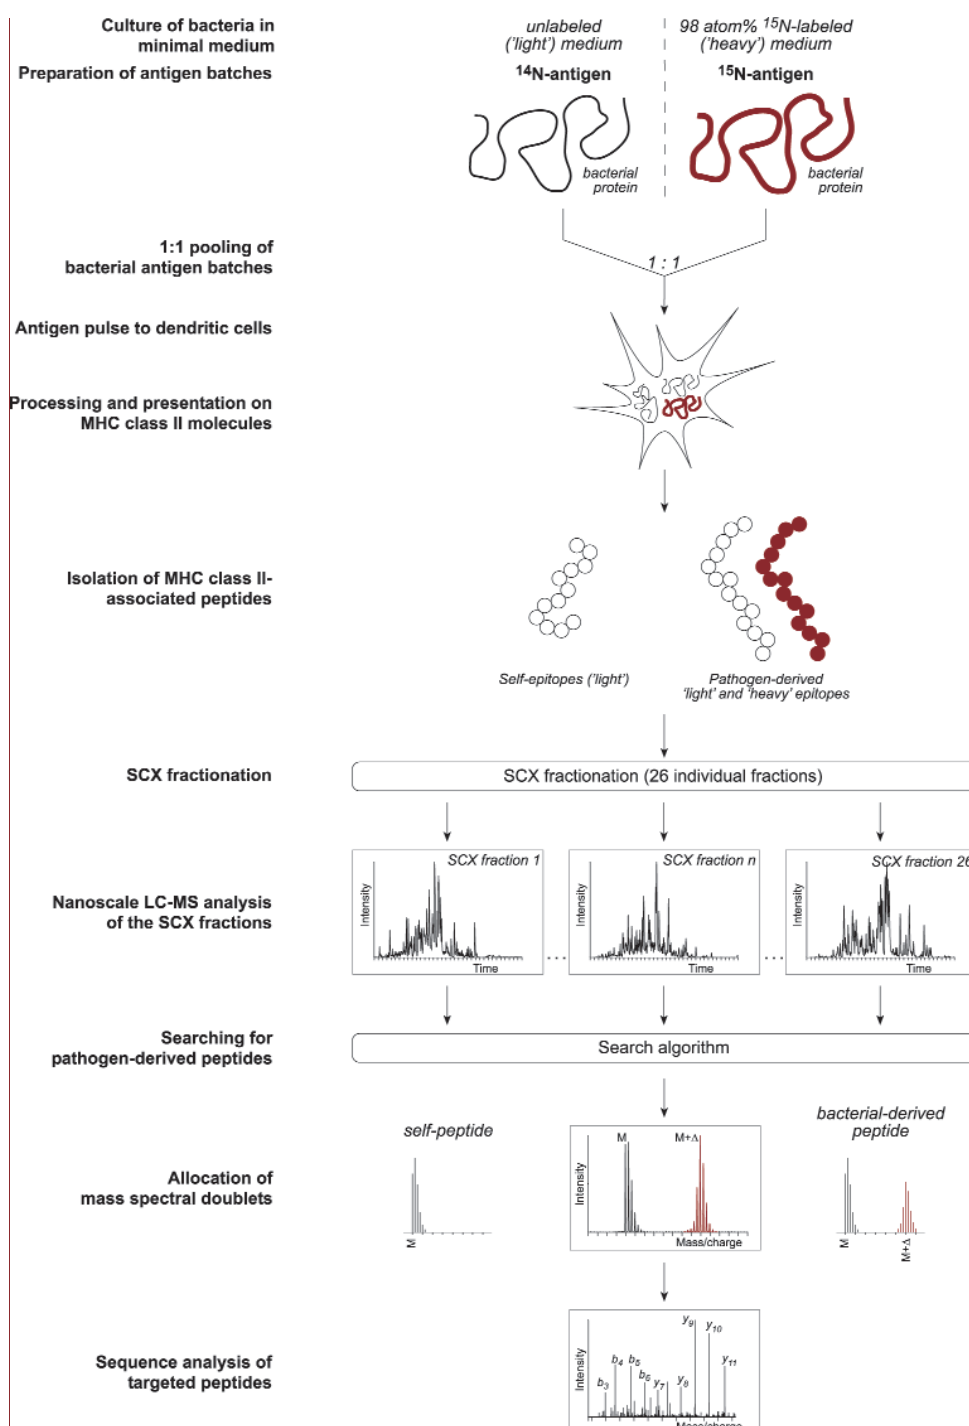 Culture of bacteria in
minimal medium
unlabeled
('light') medium
98 atom% ¹⁵N-labeled
('heavy') medium
Preparation of antigen batches
¹⁴N-antigen
¹⁵N-antigen
bacterial
protein
bacterial
protein
1:1 pooling of
bacterial antigen batches
1 : 1
Antigen pulse to dendritic cells
Processing and presentation on
MHC class II molecules
Isolation of MHC class II-
associated peptides
Self-epitopes ('light')
Pathogen-derived
'light' and 'heavy' epitopes
SCX fractionation
SCX fractionation (26 individual fractions)
Nanoscale LC-MS analysis
of the SCX fractions
SCX fraction 1
Intensity
Time
...
SCX fraction n
Intensity
Time
...
SCX fraction 26
Intensity
Time
Searching for
pathogen-derived peptides
Search algorithm
Allocation of
mass spectral doublets
self-peptide
M
M
M+Δ
Intensity
Mass/charge
bacterial-derived
peptide
M
M+Δ
Sequence analysis of
targeted peptides
Intensity
b₃
b₄
b₅
b₆
y₇
y₈
y₉
y₁₀
y₁₁
Mass/charge